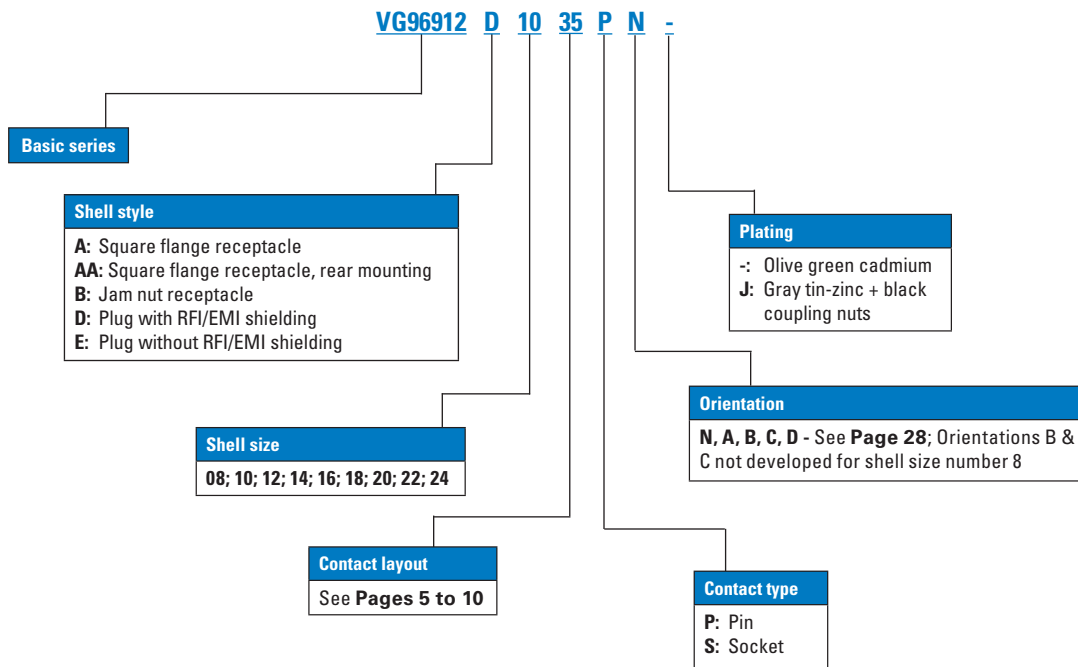 VG96912 D 10 35 P N -
Basic series
Shell style
A: Square flange receptacle
AA: Square flange receptacle, rear mounting
B: Jam nut receptacle
D: Plug with RFI/EMI shielding
E: Plug without RFI/EMI shielding
Plating
-: Olive green cadmium
J: Gray tin-zinc + black
coupling nuts
Orientation
N, A, B, C, D - See Page 28; Orientations B &
C not developed for shell size number 8
Shell size
08; 10; 12; 14; 16; 18; 20; 22; 24
Contact layout
See Pages 5 to 10
Contact type
P: Pin
S: Socket